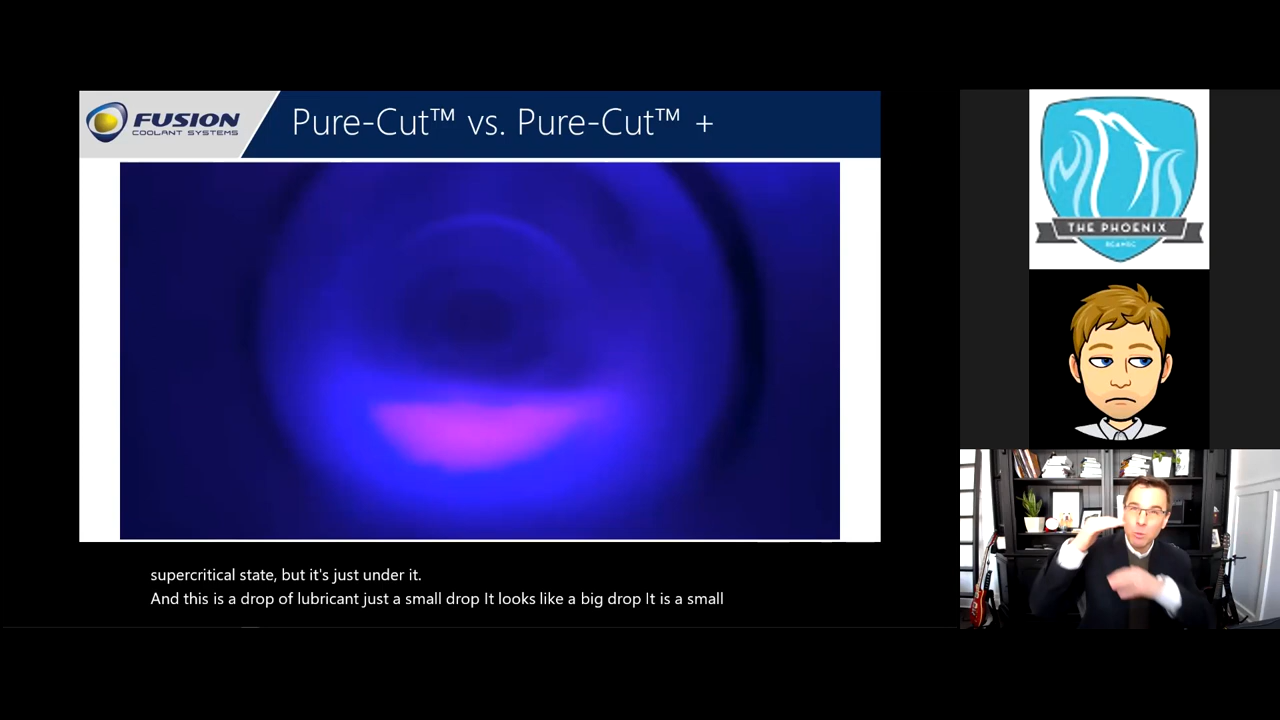 FUSION
COOLANT SYSTEMS
Pure-Cut™ vs. Pure-Cut™ +
THE PHOENIX
supercritical state, but it's just under it.
And this is a drop of lubricant just a small drop It looks like a big drop It is a small